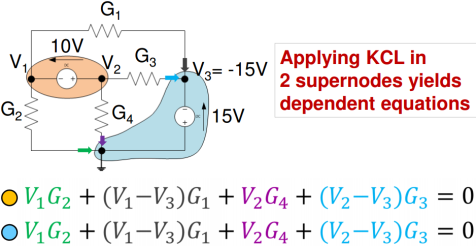 G₁
10V
V₁
V₂
G₃
V₃= -15V
G₂
G₄
15V
Applying KCL in
2 supernodes yields
dependent equations
V₁G₂ + (V₁−V₃)G₁ + V₂G₄ + (V₂−V₃)G₃ = 0
V₁G₂ + (V₁−V₃)G₁ + V₂G₄ + (V₂−V₃)G₃ = 0